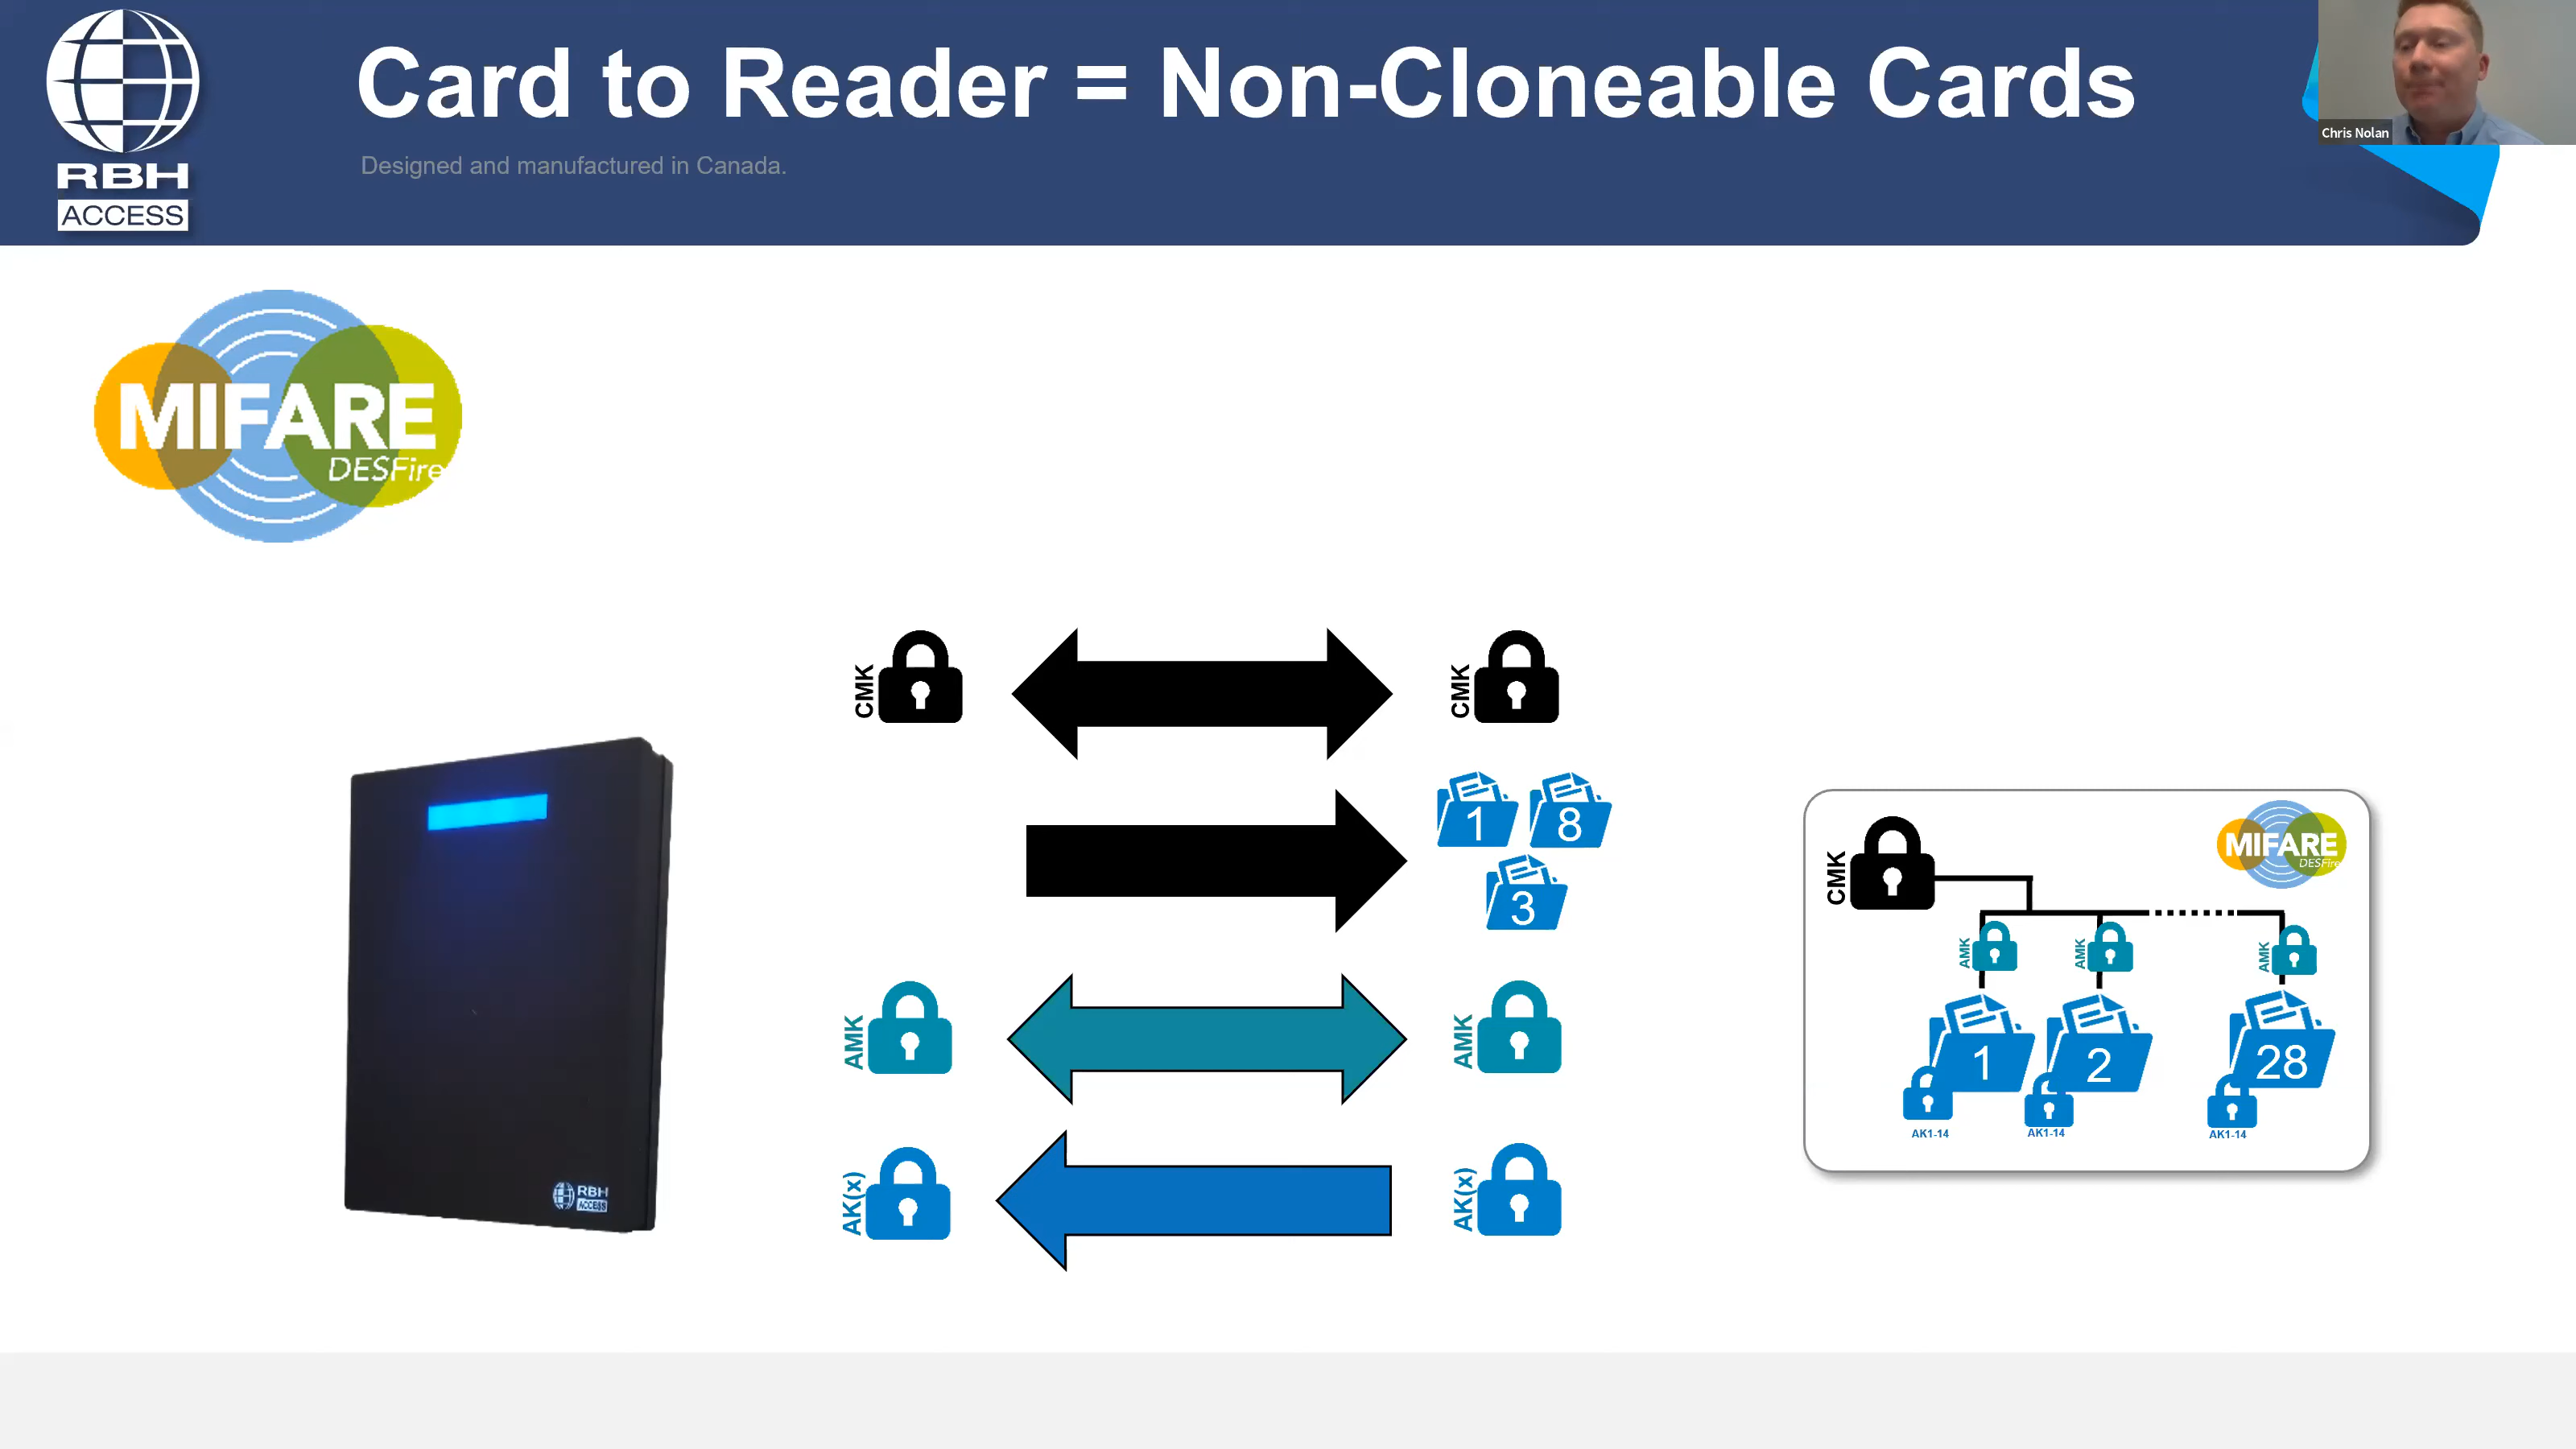 Card to Reader = Non-Cloneable Cards
Designed and manufactured in Canada.
RBH
ACCESS
Chris Nolan
MIFARE
DESFire
CMK
CMK
1
8
3
AMK
AMK
AK(x)
AK(x)
RBH
ACCESS
MIFARE
DESFire
CMK
AMK
AMK
AMK
1
2
28
AK1-14
AK1-14
AK1-14